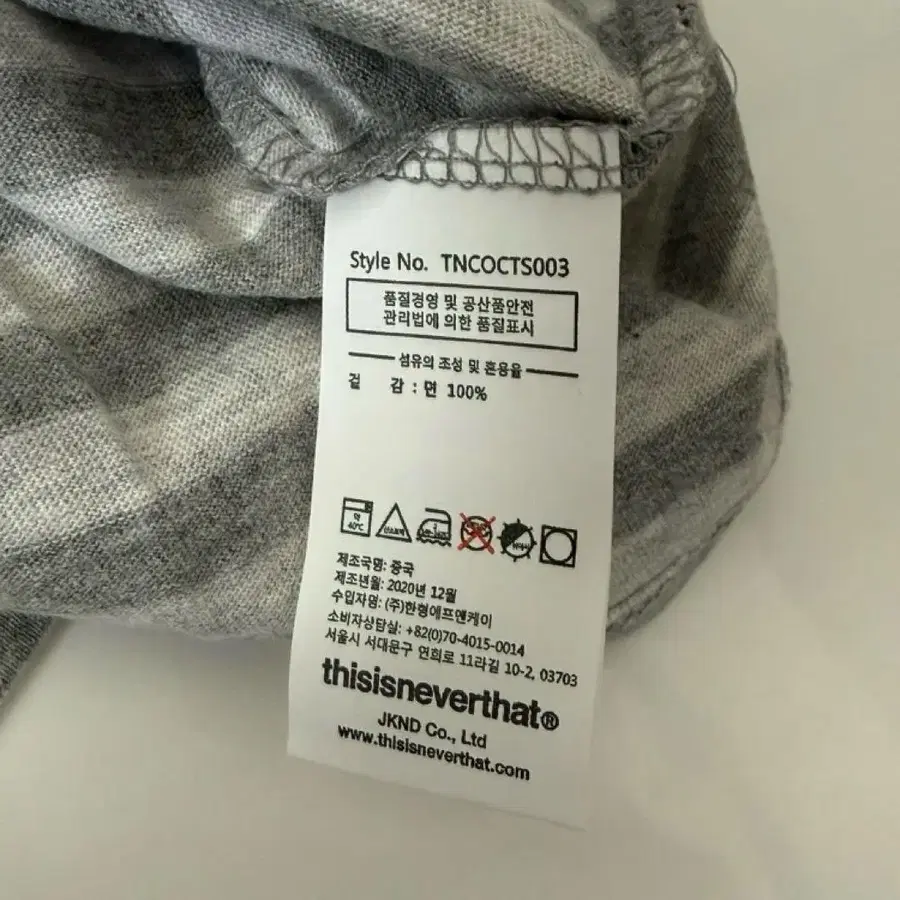 Style No. TNCOCTS003
품질경영 및 공산품안전
관리법에 의한 품질표시
섬유의 조성 및 혼용율
겉 감 : 면 100%
약
40℃
제조국명: 중국
제조년월: 2020년 12월
수입자명: (주)한형에프앤케이
소비자상담실: +82(0)70-4015-0014
서울시 서대문구 연희로 11라길 10-2, 03703
thisisneverthat®
JKND Co., Ltd
www.thisisneverthat.com